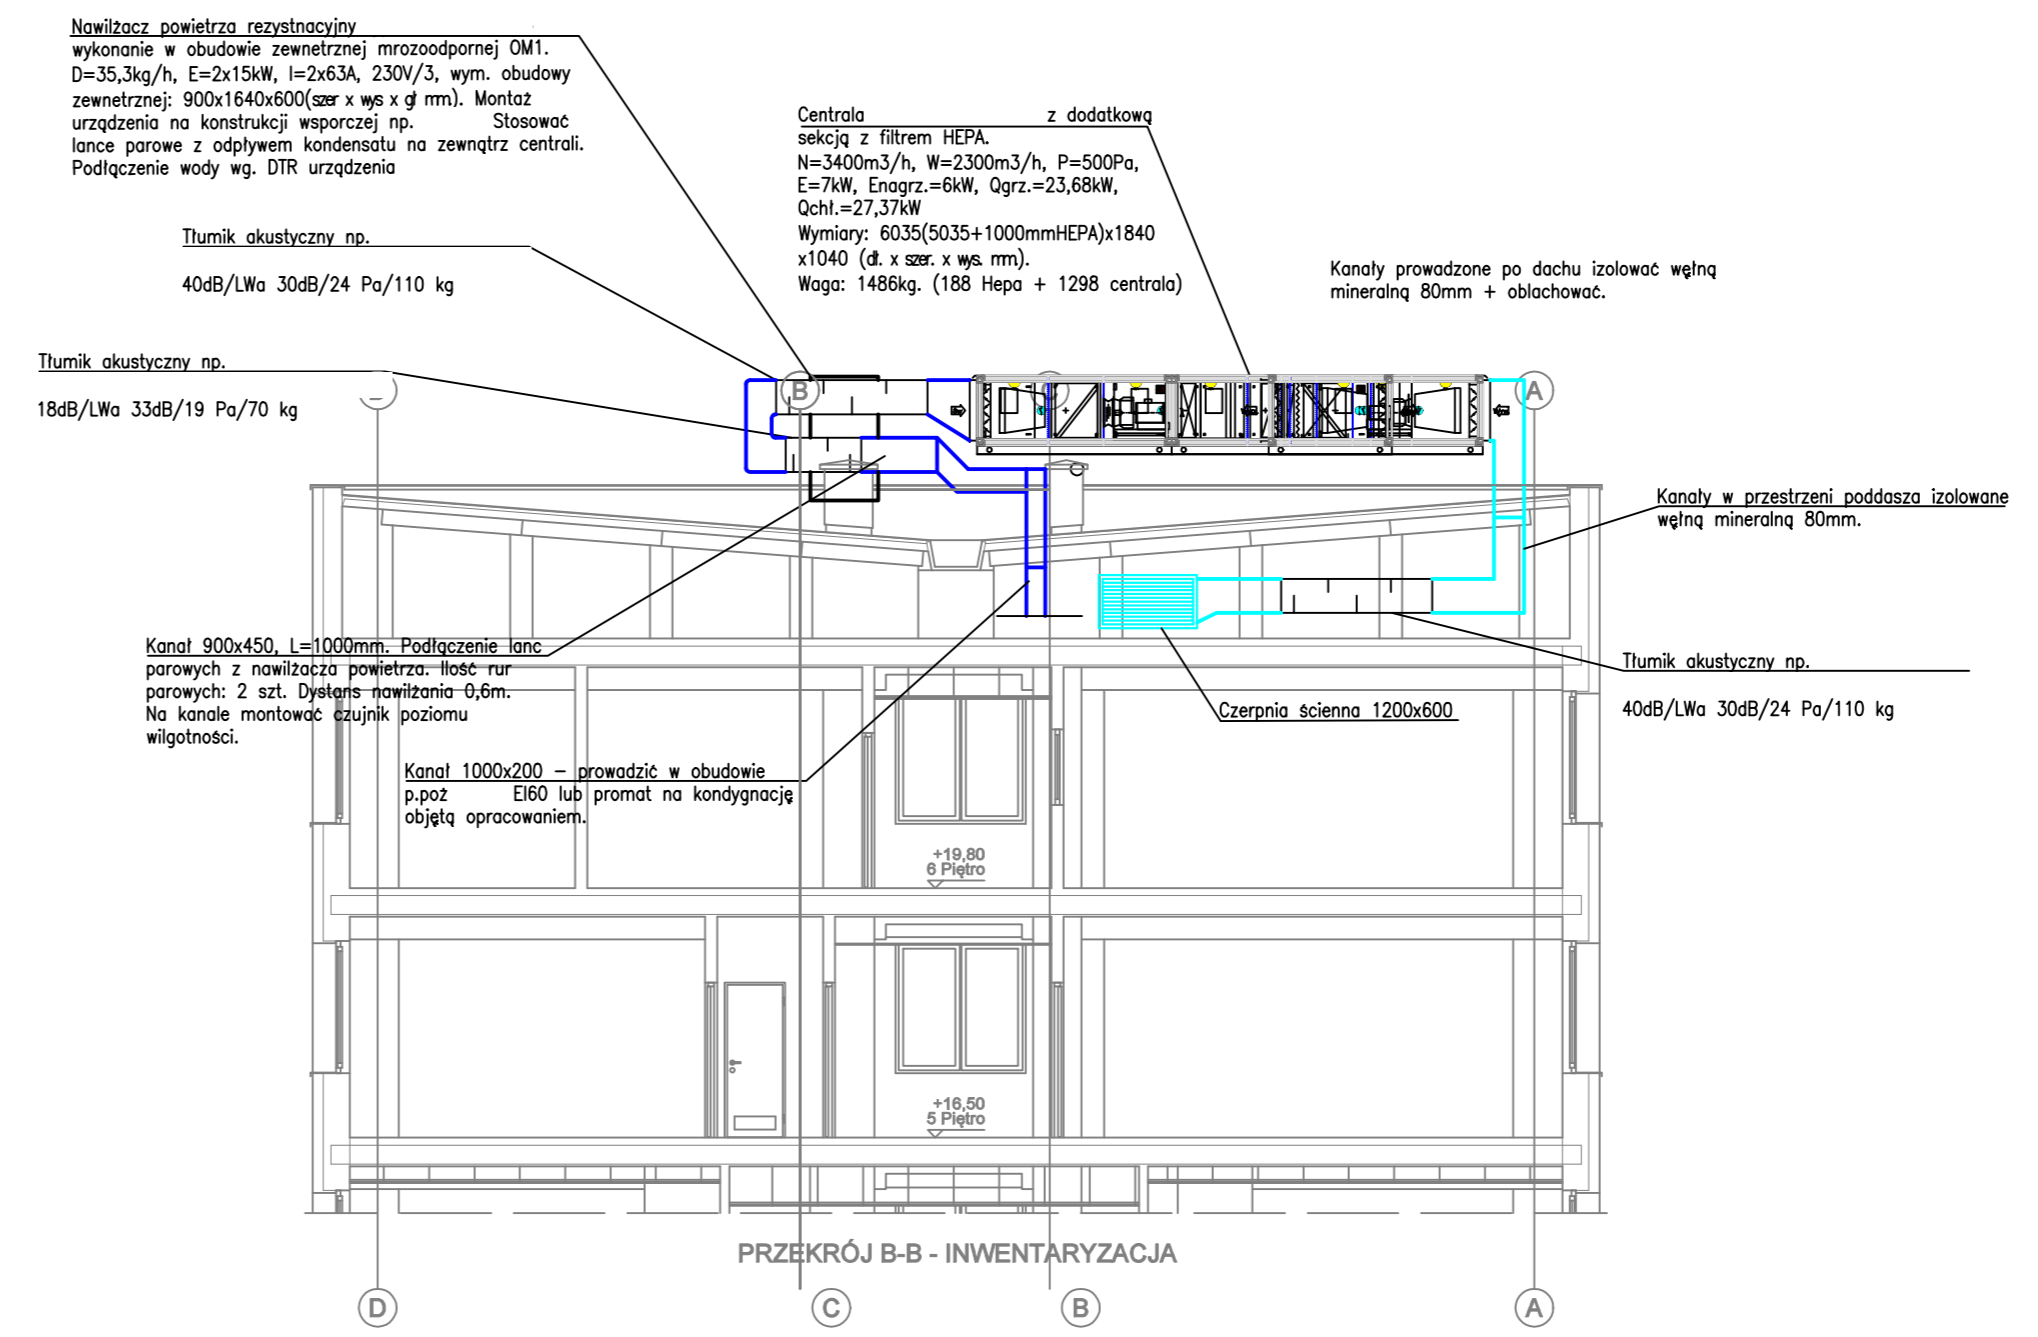 Nawilżacz powietrza rezystnacyjny
wykonanie w obudowie zewnetrznej mrozoodpornej OM1.
D=35,3kg/h, E=2x15kW, I=2x63A, 230V/3, wym. obudowy
zewnetrznej: 900x1640x600(szer x wys x gł mm). Montaż
urządzenia na konstrukcji wsporczej np. Stosować
lance parowe z odpływem kondensatu na zewnątrz centrali.
Podłączenie wody wg. DTR urządzenia
Centrala z dodatkową
sekcją z filtrem HEPA.
N=3400m3/h, W=2300m3/h, P=500Pa,
E=7kW, Enagrz.=6kW, Qgrz.=23,68kW,
Qchł.=27,37kW
Wymiary: 6035(5035+1000mmHEPA)x1840
x1040 (dł. x szer. x wys. mm).
Waga: 1486kg. (188 Hepa + 1298 centrala)
Tłumik akustyczny np.
40dB/LWa 30dB/24 Pa/110 kg
Kanały prowadzone po dachu izolować wełną
mineralną 80mm + oblachować.
Tłumik akustyczny np.
18dB/LWa 33dB/19 Pa/70 kg
B
C
A
Kanały w przestrzeni poddasza izolowane
wełną mineralną 80mm.
Kanał 900x450, L=1000mm. Podłączenie lanc
parowych z nawilżacza powietrza. Ilość rur
parowych: 2 szt. Dystans nawilżania 0,6m.
Na kanale montować czujnik poziomu
wilgotności.
Tłumik akustyczny np.
40dB/LWa 30dB/24 Pa/110 kg
Czerpnia ścienna 1200x600
Kanał 1000x200 – prowadzić w obudowie
p.poż EI60 lub promat na kondygnację
objętą opracowaniem.
+19,80
6 Piętro
+16,50
5 Piętro
PRZEKRÓJ B-B - INWENTARYZACJA
D
C
B
A